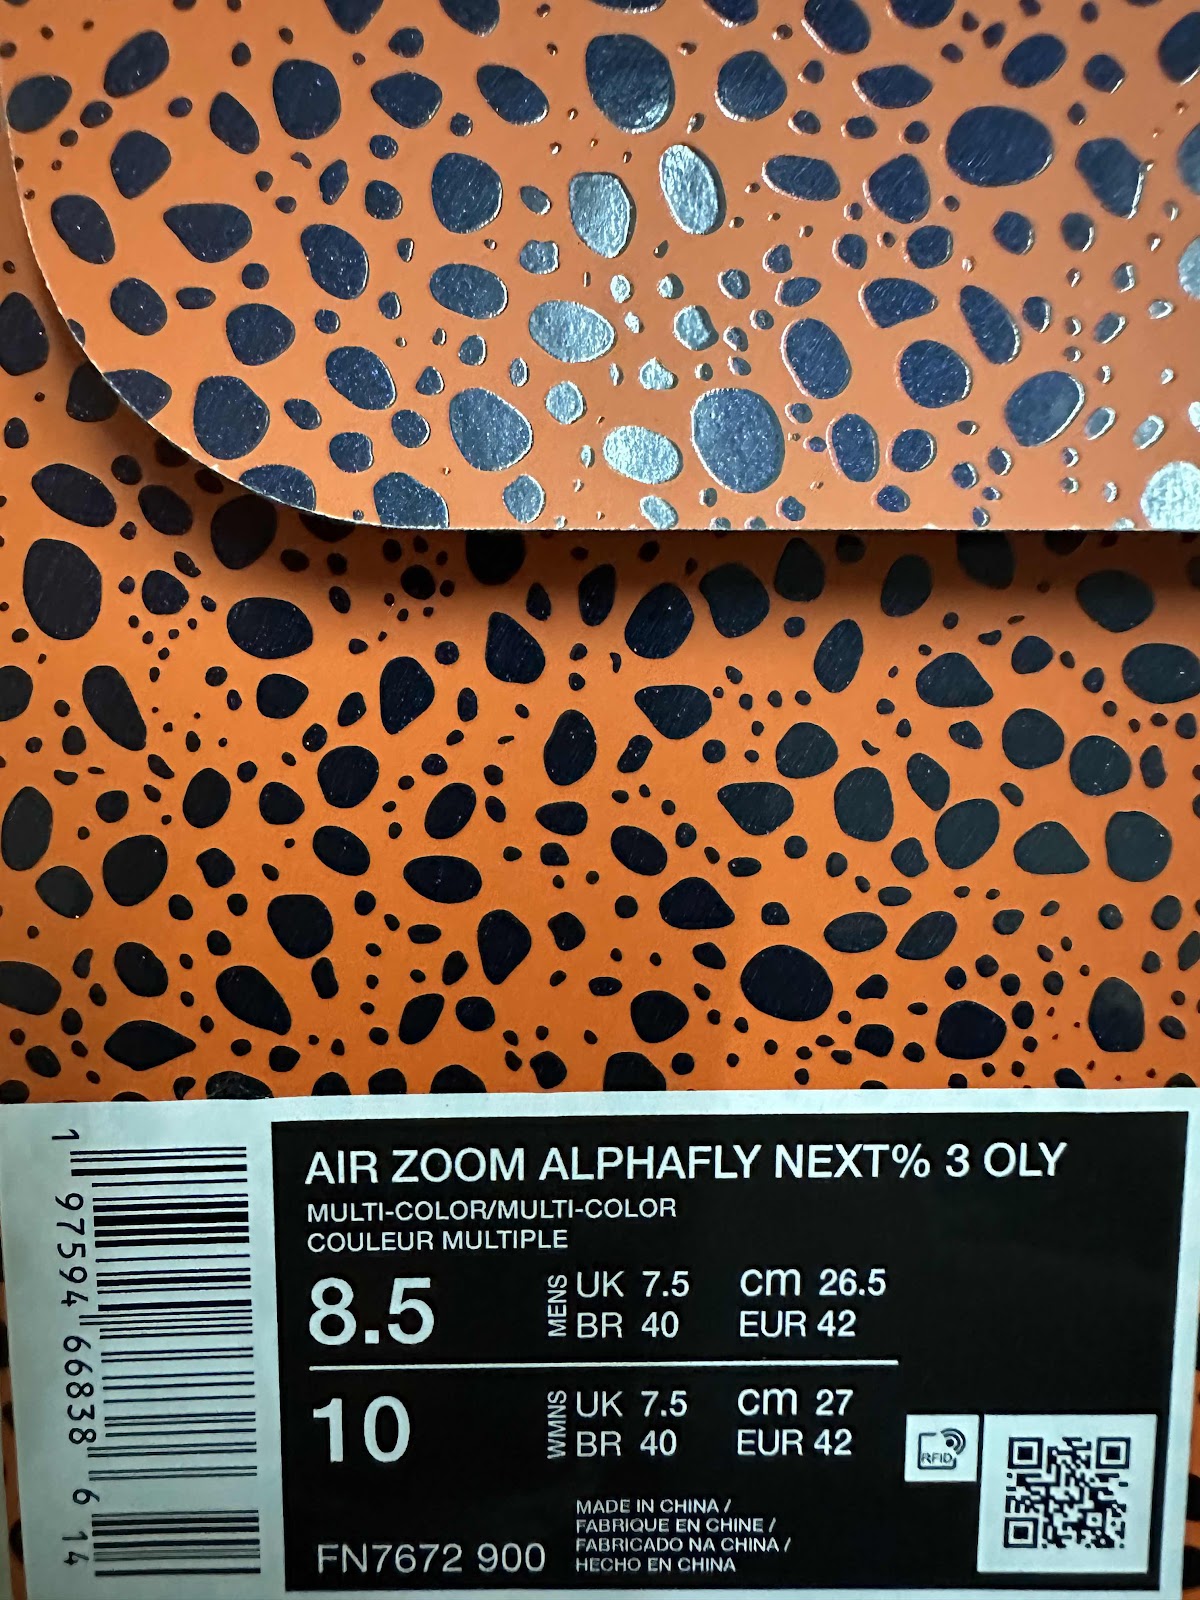 AIR ZOOM ALPHAFLY NEXT% 3 OLY
MULTI-COLOR/MULTI-COLOR
COULEUR MULTIPLE
8.5 MENS UK 7.5 cm 26.5
BR 40 EUR 42
10 WMNS UK 7.5 cm 27
BR 40 EUR 42
RFID
MADE IN CHINA /
FABRIQUE EN CHINE /
FABRICADO NA CHINA /
HECHO EN CHINA
FN7672 900
1 97594 66838 6 14